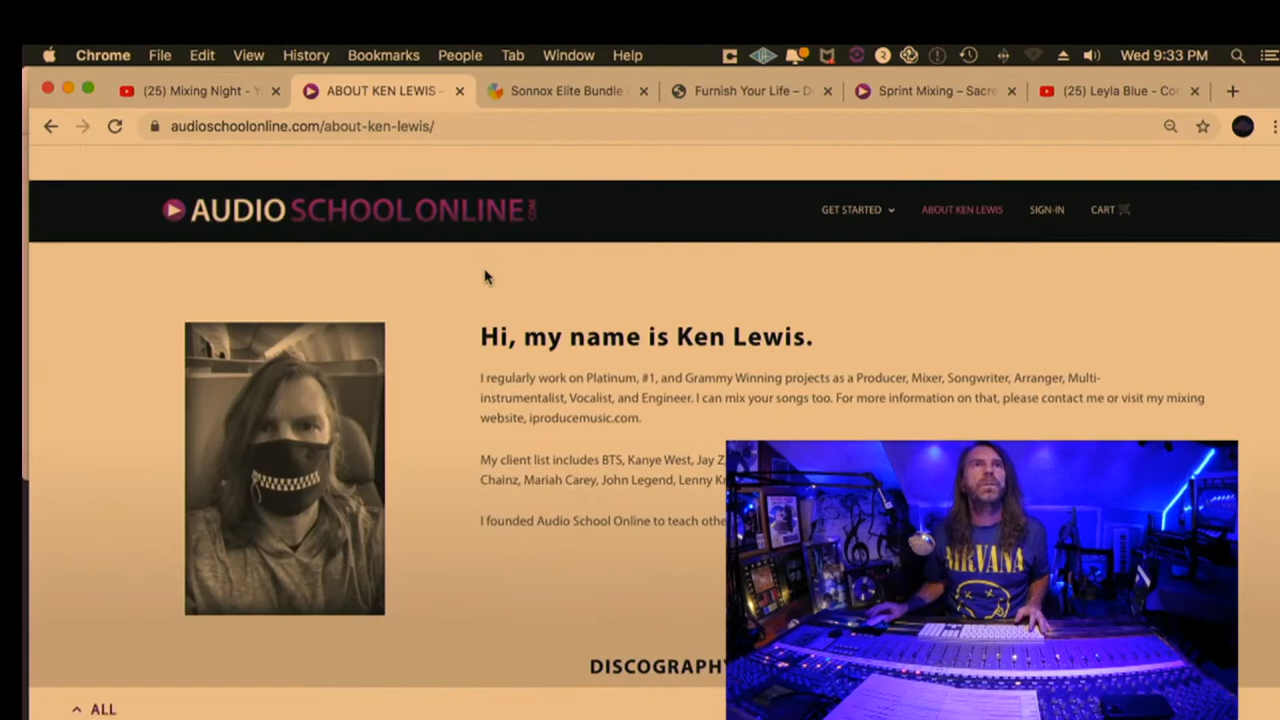 Chrome File Edit View History Bookmarks People Tab Window Help Wed 9:33 PM
(25) Mixing Night - ABOUT KEN LEWIS – Sonnox Elite Bundle Furnish Your Life – Sprint Mixing – Sacre (25) Leyla Blue - Con
audioschoolonline.com/about-ken-lewis/
AUDIO SCHOOL ONLINE .COM GET STARTED ABOUT KEN LEWIS SIGN-IN CART
Hi, my name is Ken Lewis.
I regularly work on Platinum, #1, and Grammy Winning projects as a Producer, Mixer, Songwriter, Arranger, Multi-
instrumentalist, Vocalist, and Engineer. I can mix your songs too. For more information on that, please contact me or visit my mixing
website, iproducemusic.com.
My client list includes BTS, Kanye West, Jay Z,
Chainz, Mariah Carey, John Legend, Lenny Kr
I founded Audio School Online to teach othe
NIRVANA
DISCOGRAPHY
ALL